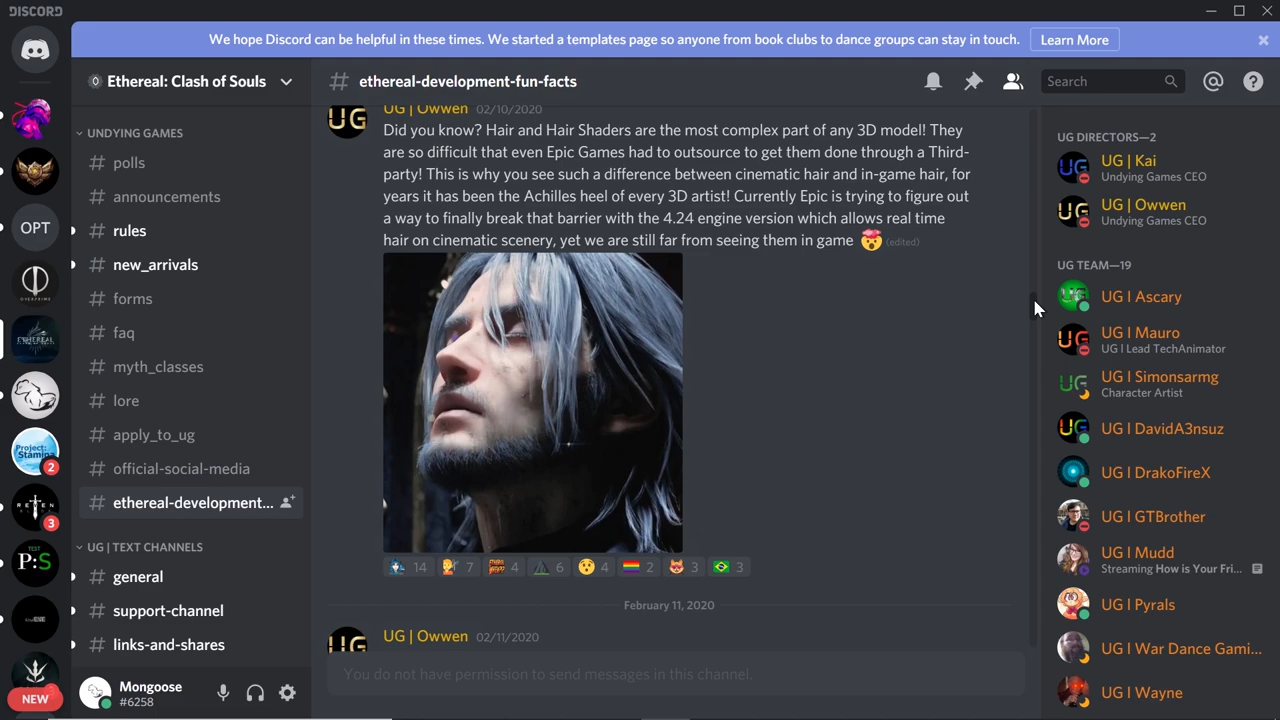 DISCORD
We hope Discord can be helpful in these times. We started a templates page so anyone from book clubs to dance groups can stay in touch.
Learn More
Ethereal: Clash of Souls
ethereal-development-fun-facts
Search
UNDYING GAMES
# polls
# announcements
# rules
# new_arrivals
# forms
# faq
# myth_classes
# lore
# apply_to_ug
# official-social-media
# ethereal-development...
UG | TEXT CHANNELS
# general
# support-channel
# links-and-shares
Mongoose
#6258
OPT
ETHEREAL
Project:
Stamina
2
3
TEST
P:S
NEW
UG
UG | Owwen 02/10/2020
Did you know? Hair and Hair Shaders are the most complex part of any 3D model! They
are so difficult that even Epic Games had to outsource to get them done through a Third-
party! This is why you see such a difference between cinematic hair and in-game hair, for
years it has been the Achilles heel of every 3D artist! Currently Epic is trying to figure out
a way to finally break that barrier with the 4.24 engine version which allows real time
hair on cinematic scenery, yet we are still far from seeing them in game 🤯 (edited)
14 7 4 6 4 2 3 3
February 11, 2020
UG
UG | Owwen 02/11/2020
You do not have permission to send messages in this channel.
UG DIRECTORS—2
UG | Kai
Undying Games CEO
UG | Owwen
Undying Games CEO
UG TEAM—19
UG l Ascary
UG l Mauro
UG l Lead TechAnimator
UG l Simonsarmg
Character Artist
UG l DavidA3nsuz
UG l DrakoFireX
UG l GTBrother
UG l Mudd
Streaming How is Your Fri...
UG l Pyrals
UG l War Dance Gami...
UG l Wayne